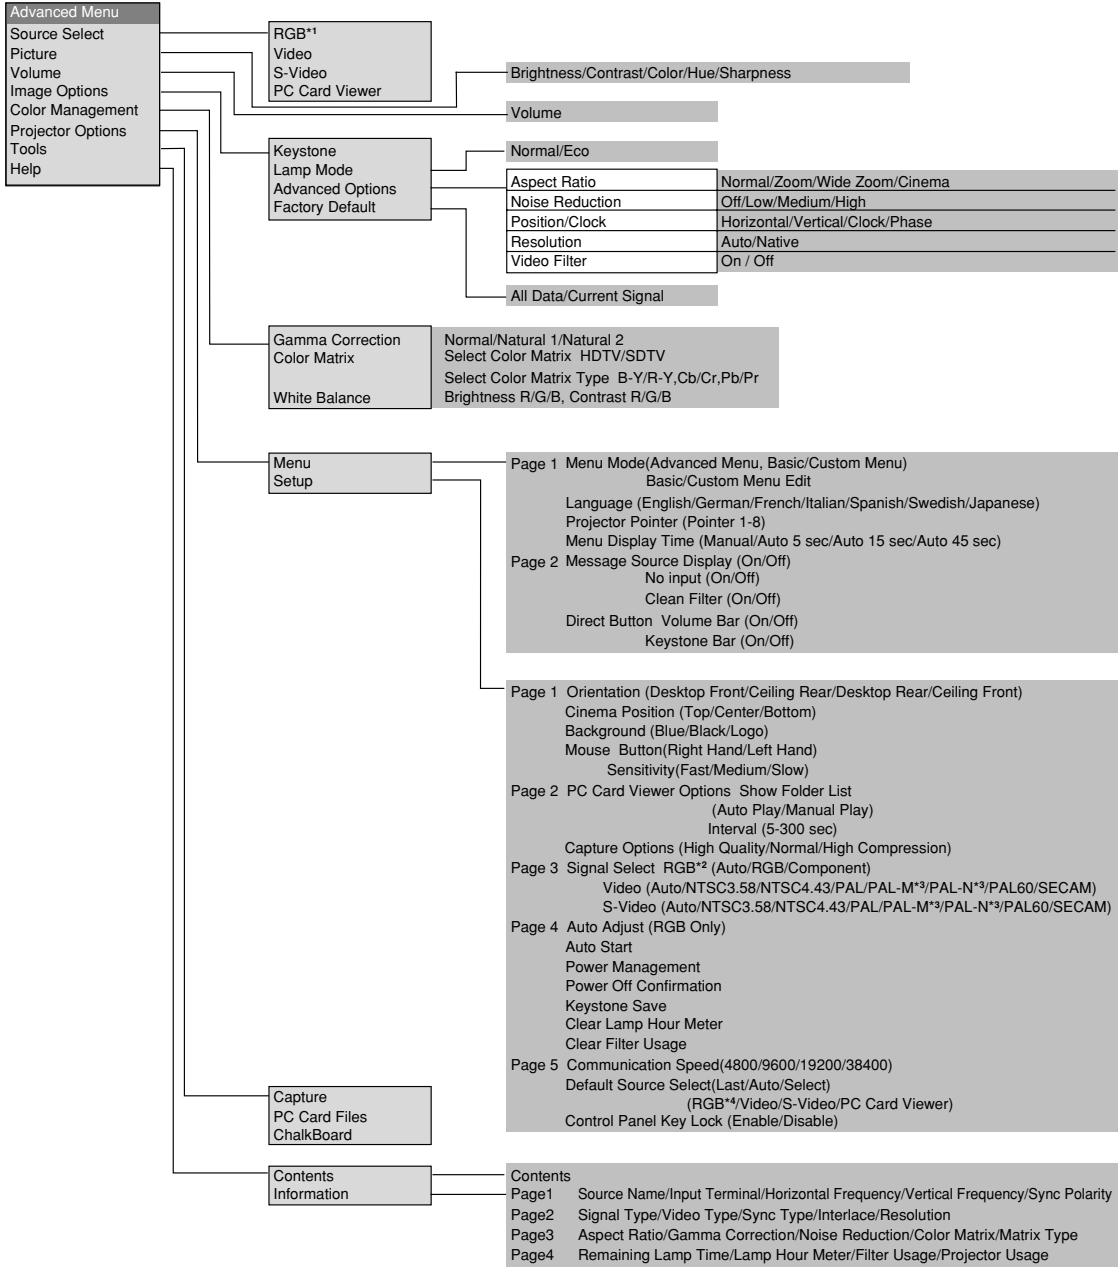 Advanced Menu
Source Select
Picture
Volume
Image Options
Color Management
Projector Options
Tools
Help
RGB*1
Video
S-Video
PC Card Viewer
Brightness/Contrast/Color/Hue/Sharpness
Volume
Keystone
Lamp Mode
Advanced Options
Factory Default
Normal/Eco
Aspect Ratio Normal/Zoom/Wide Zoom/Cinema
Noise Reduction Off/Low/Medium/High
Position/Clock Horizontal/Vertical/Clock/Phase
Resolution Auto/Native
Video Filter On / Off
All Data/Current Signal
Gamma Correction Normal/Natural 1/Natural 2
Color Matrix Select Color Matrix HDTV/SDTV
Select Color Matrix Type B-Y/R-Y,Cb/Cr,Pb/Pr
White Balance Brightness R/G/B, Contrast R/G/B
Menu
Setup
Page 1 Menu Mode(Advanced Menu, Basic/Custom Menu)
Basic/Custom Menu Edit
Language (English/German/French/Italian/Spanish/Swedish/Japanese)
Projector Pointer (Pointer 1-8)
Menu Display Time (Manual/Auto 5 sec/Auto 15 sec/Auto 45 sec)
Page 2 Message Source Display (On/Off)
No input (On/Off)
Clean Filter (On/Off)
Direct Button Volume Bar (On/Off)
Keystone Bar (On/Off)
Page 1 Orientation (Desktop Front/Ceiling Rear/Desktop Rear/Ceiling Front)
Cinema Position (Top/Center/Bottom)
Background (Blue/Black/Logo)
Mouse Button(Right Hand/Left Hand)
Sensitivity(Fast/Medium/Slow)
Page 2 PC Card Viewer Options Show Folder List
(Auto Play/Manual Play)
Interval (5-300 sec)
Capture Options (High Quality/Normal/High Compression)
Page 3 Signal Select RGB*2 (Auto/RGB/Component)
Video (Auto/NTSC3.58/NTSC4.43/PAL/PAL-M*3/PAL-N*3/PAL60/SECAM)
S-Video (Auto/NTSC3.58/NTSC4.43/PAL/PAL-M*3/PAL-N*3/PAL60/SECAM)
Page 4 Auto Adjust (RGB Only)
Auto Start
Power Management
Power Off Confirmation
Keystone Save
Clear Lamp Hour Meter
Clear Filter Usage
Page 5 Communication Speed(4800/9600/19200/38400)
Default Source Select(Last/Auto/Select)
(RGB*4/Video/S-Video/PC Card Viewer)
Control Panel Key Lock (Enable/Disable)
Capture
PC Card Files
ChalkBoard
Contents
Information
Contents
Page1 Source Name/Input Terminal/Horizontal Frequency/Vertical Frequency/Sync Polarity
Page2 Signal Type/Video Type/Sync Type/Interlace/Resolution
Page3 Aspect Ratio/Gamma Correction/Noise Reduction/Color Matrix/Matrix Type
Page4 Remaining Lamp Time/Lamp Hour Meter/Filter Usage/Projector Usage